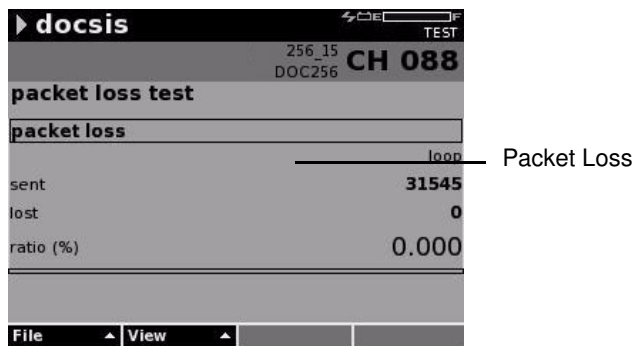 docsis
E F
TEST
256_15
DOC256 CH 088
packet loss test
packet loss
loop
Packet Loss
sent 31545
lost 0
ratio (%) 0.000
File View